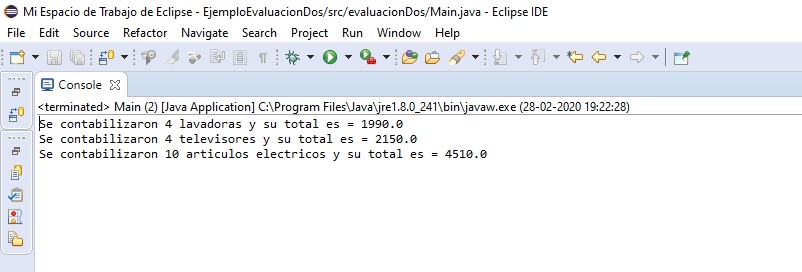 Mi Espacio de Trabajo de Eclipse - EjemploEvaluacionDos/src/evaluacionDos/Main.java - Eclipse IDE
File Edit Source Refactor Navigate Search Project Run Window Help
Console
<terminated> Main (2) [Java Application] C:\Program Files\Java\jre1.8.0_241\bin\javaw.exe (28-02-2020 19:22:28)
Se contabilizaron 4 lavadoras y su total es = 1990.0
Se contabilizaron 4 televisores y su total es = 2150.0
Se contabilizaron 10 articulos electricos y su total es = 4510.0